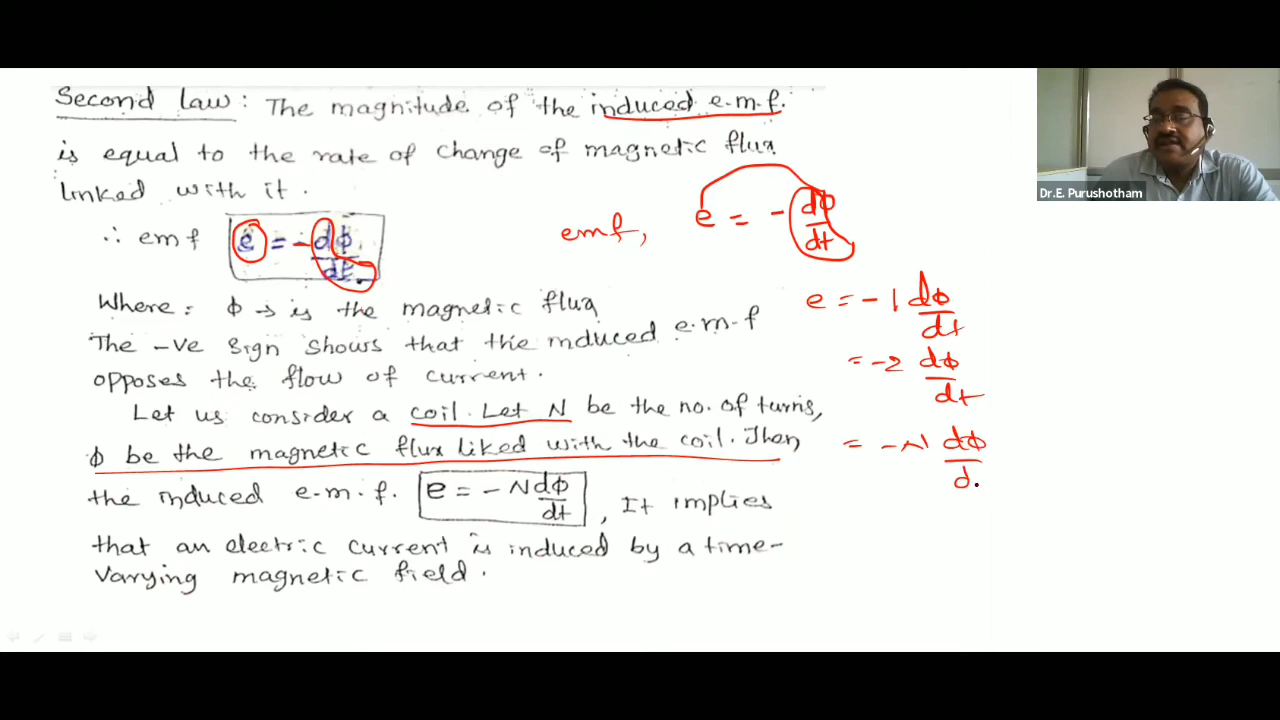 Second law: The magnitude of the induced e.m.f.
is equal to the rate of change of magnetic flux
linked with it.
∴ emf e = -dφ/dt
emf, e = -dφ/dt
Where: φ → is the magnetic flux
The -ve sign shows that the induced e.m.f
opposes the flow of current.
Let us consider a coil. Let N be the no. of turns,
φ be the magnetic flux liked with the coil. Then
the induced e.m.f. e = -N dφ/dt, It implies
that an electric current is induced by a time-
varying magnetic field.
e = -1 dφ/dt
= -2 dφ/dt
= -N dφ/d
Dr.E. Purushotham